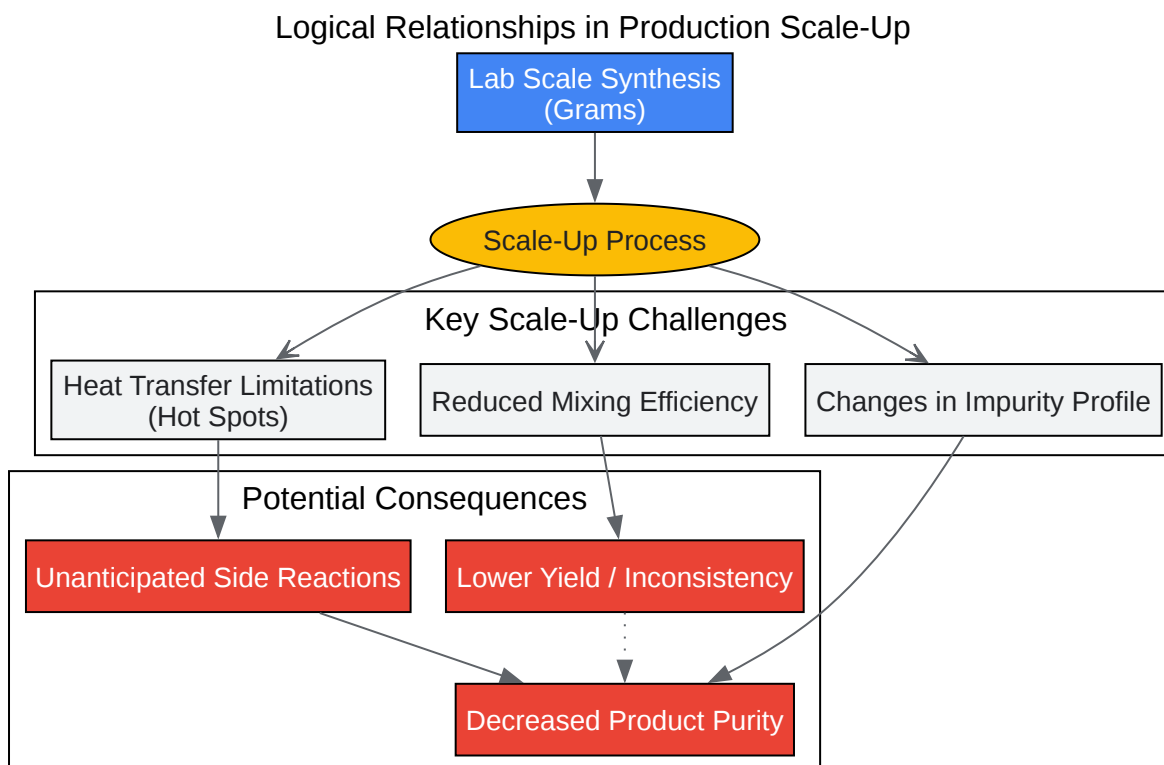 Logical Relationships in Production Scale-Up
Lab Scale Synthesis
(Grams)
Scale-Up Process
Key Scale-Up Challenges
Heat Transfer Limitations
(Hot Spots)
Reduced Mixing Efficiency
Changes in Impurity Profile
Potential Consequences
Unanticipated Side Reactions
Lower Yield / Inconsistency
Decreased Product Purity